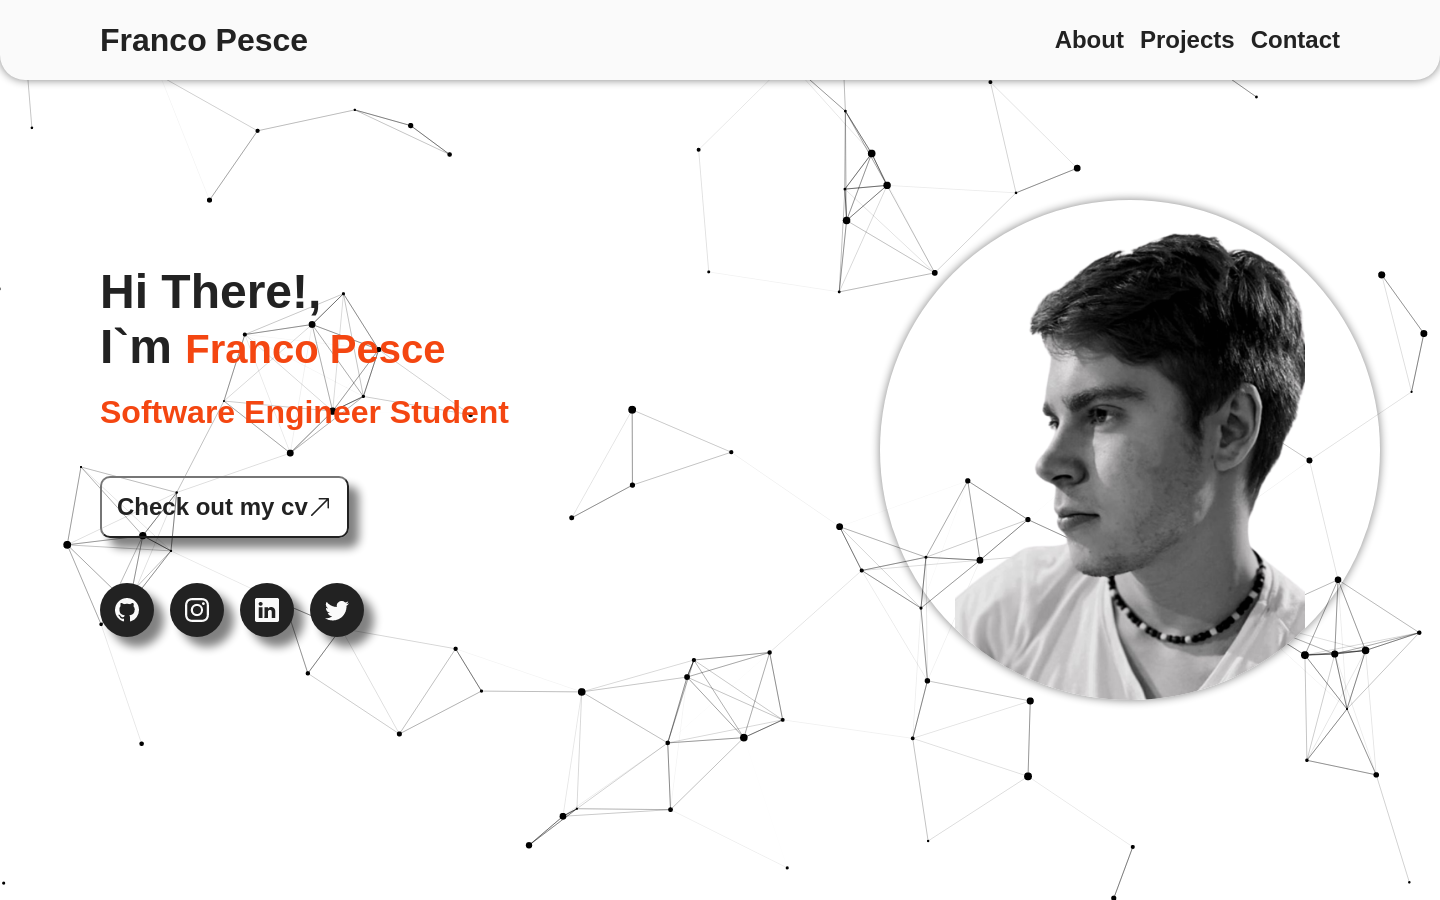 Franco Pesce
About Projects Contact
Hi There!,
I`m Franco Pesce
Software Engineer Student
Check out my cv